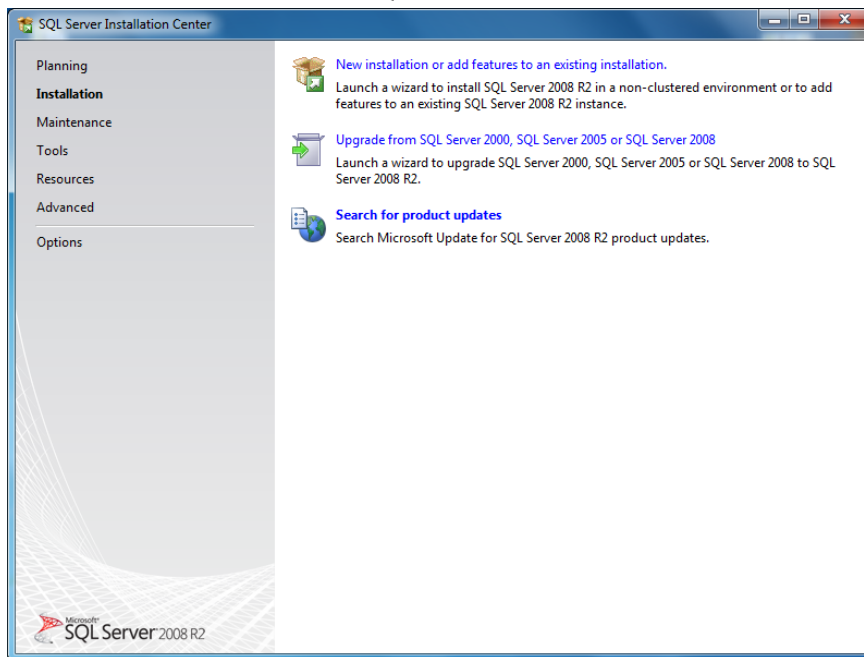 SQL Server Installation Center
Planning
Installation
Maintenance
Tools
Resources
Advanced
Options
New installation or add features to an existing installation.
Launch a wizard to install SQL Server 2008 R2 in a non-clustered environment or to add
features to an existing SQL Server 2008 R2 instance.
Upgrade from SQL Server 2000, SQL Server 2005 or SQL Server 2008
Launch a wizard to upgrade SQL Server 2000, SQL Server 2005 or SQL Server 2008 to SQL
Server 2008 R2.
Search for product updates
Search Microsoft Update for SQL Server 2008 R2 product updates.
Microsoft®
SQL Server 2008 R2